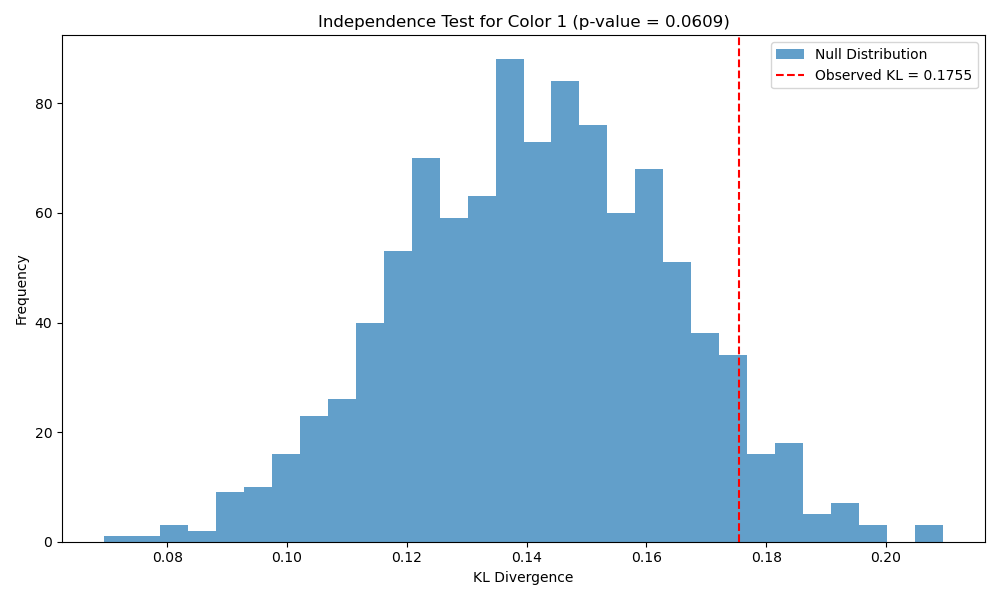 Independence Test for Color 1 (p-value = 0.0609)
Null Distribution
Observed KL = 0.1755
Frequency
80
60
40
20
0
0.08 0.10 0.12 0.14 0.16 0.18 0.20
KL Divergence